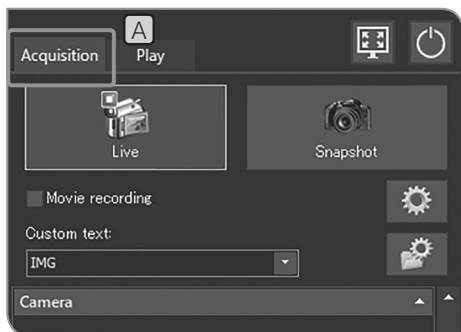 A
Acquisition Play
Live Snapshot
Movie recording
Custom text:
IMG
Camera